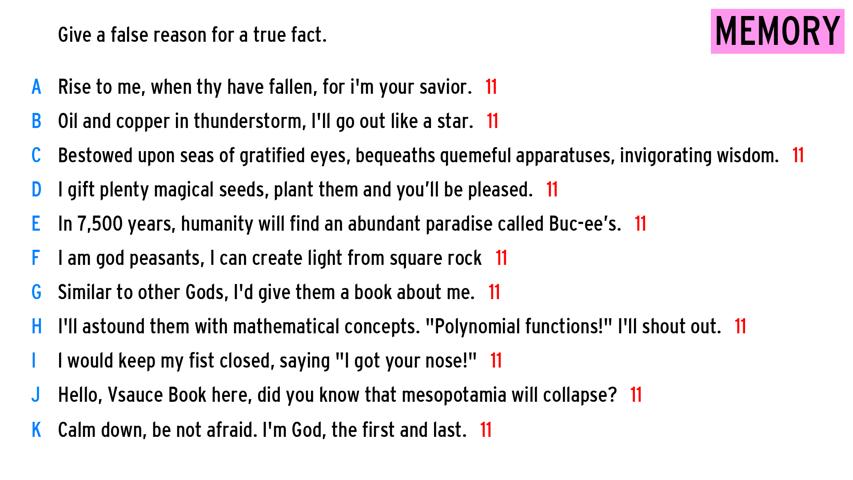 MEMORY
Give a false reason for a true fact.
A Rise to me, when thy have fallen, for i'm your savior. 11
B Oil and copper in thunderstorm, I'll go out like a star. 11
C Bestowed upon seas of gratified eyes, bequeaths quemeful apparatuses, invigorating wisdom. 11
D I gift plenty magical seeds, plant them and you'll be pleased. 11
E In 7,500 years, humanity will find an abundant paradise called Buc-ee's. 11
F I am god peasants, I can create light from square rock 11
G Similar to other Gods, I'd give them a book about me. 11
H I'll astound them with mathematical concepts. "Polynomial functions!" I'll shout out. 11
I I would keep my fist closed, saying "I got your nose!" 11
J Hello, Vsauce Book here, did you know that mesopotamia will collapse? 11
K Calm down, be not afraid. I'm God, the first and last. 11